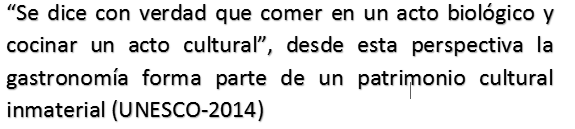 “Se dice con verdad que comer en un acto biológico y
cocinar un acto cultural”, desde esta perspectiva la
gastronomía forma parte de un patrimonio cultural
inmaterial (UNESCO-2014)